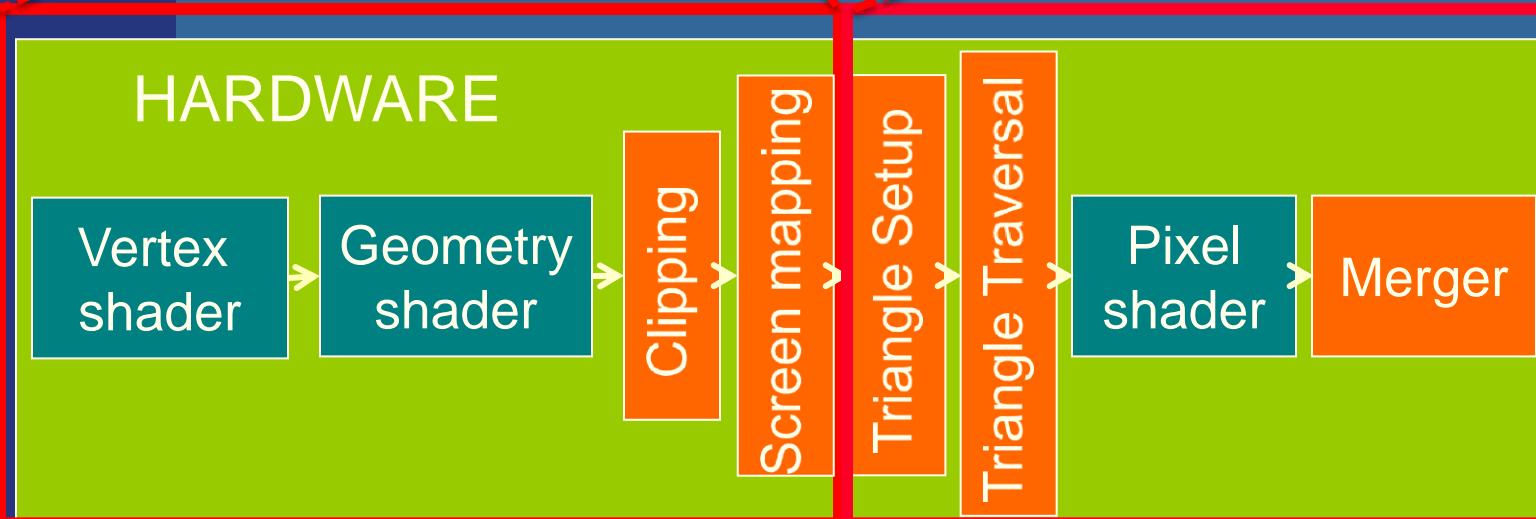 HARDWARE
Vertex
shader
Geometry
shader
Clipping
Screen mapping
Triangle Setup
Triangle Traversal
Pixel
shader
Merger